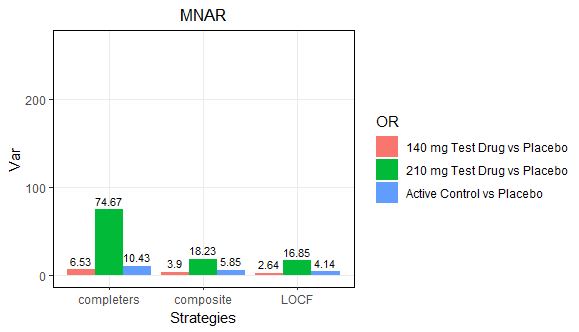 MNAR
Var
200
100
0
6.53
74.67
10.43
3.9
18.23
5.85
2.64
16.85
4.14
completers
composite
LOCF
Strategies
OR
140 mg Test Drug vs Placebo
210 mg Test Drug vs Placebo
Active Control vs Placebo